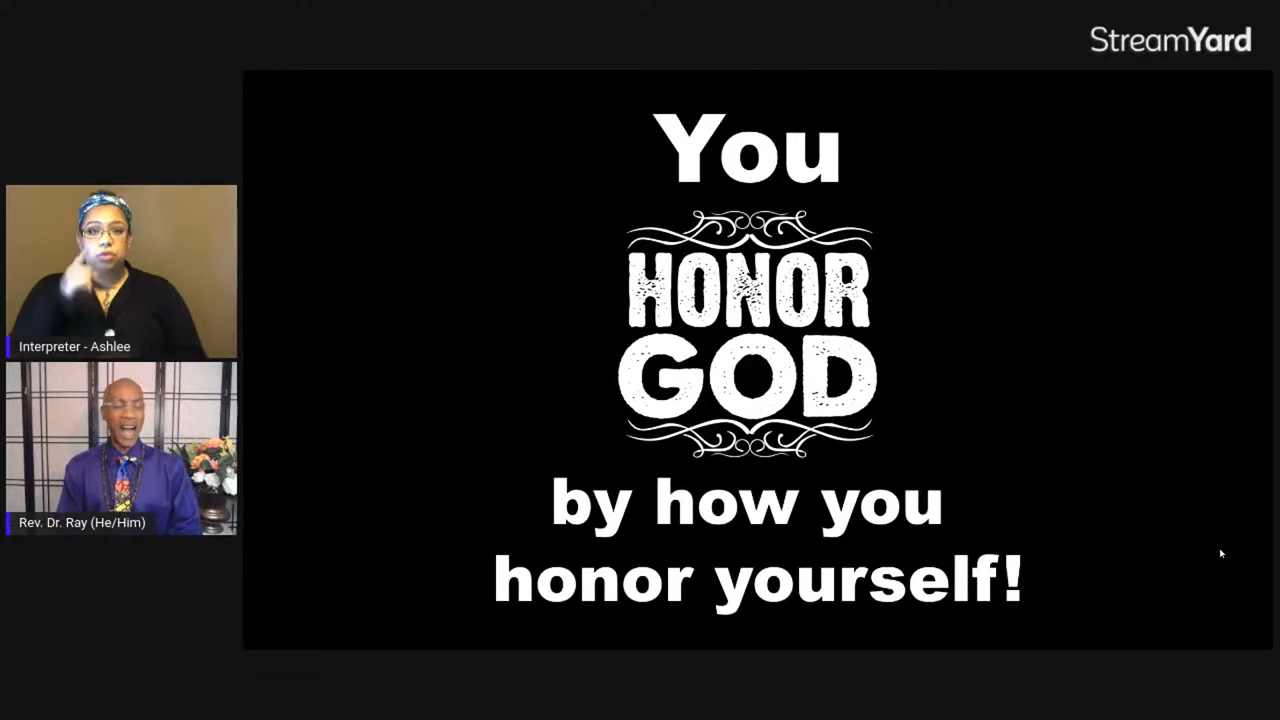 StreamYard
You
HONOR
GOD
by how you
honor yourself!
Interpreter - Ashlee
Rev. Dr. Ray (He/Him)